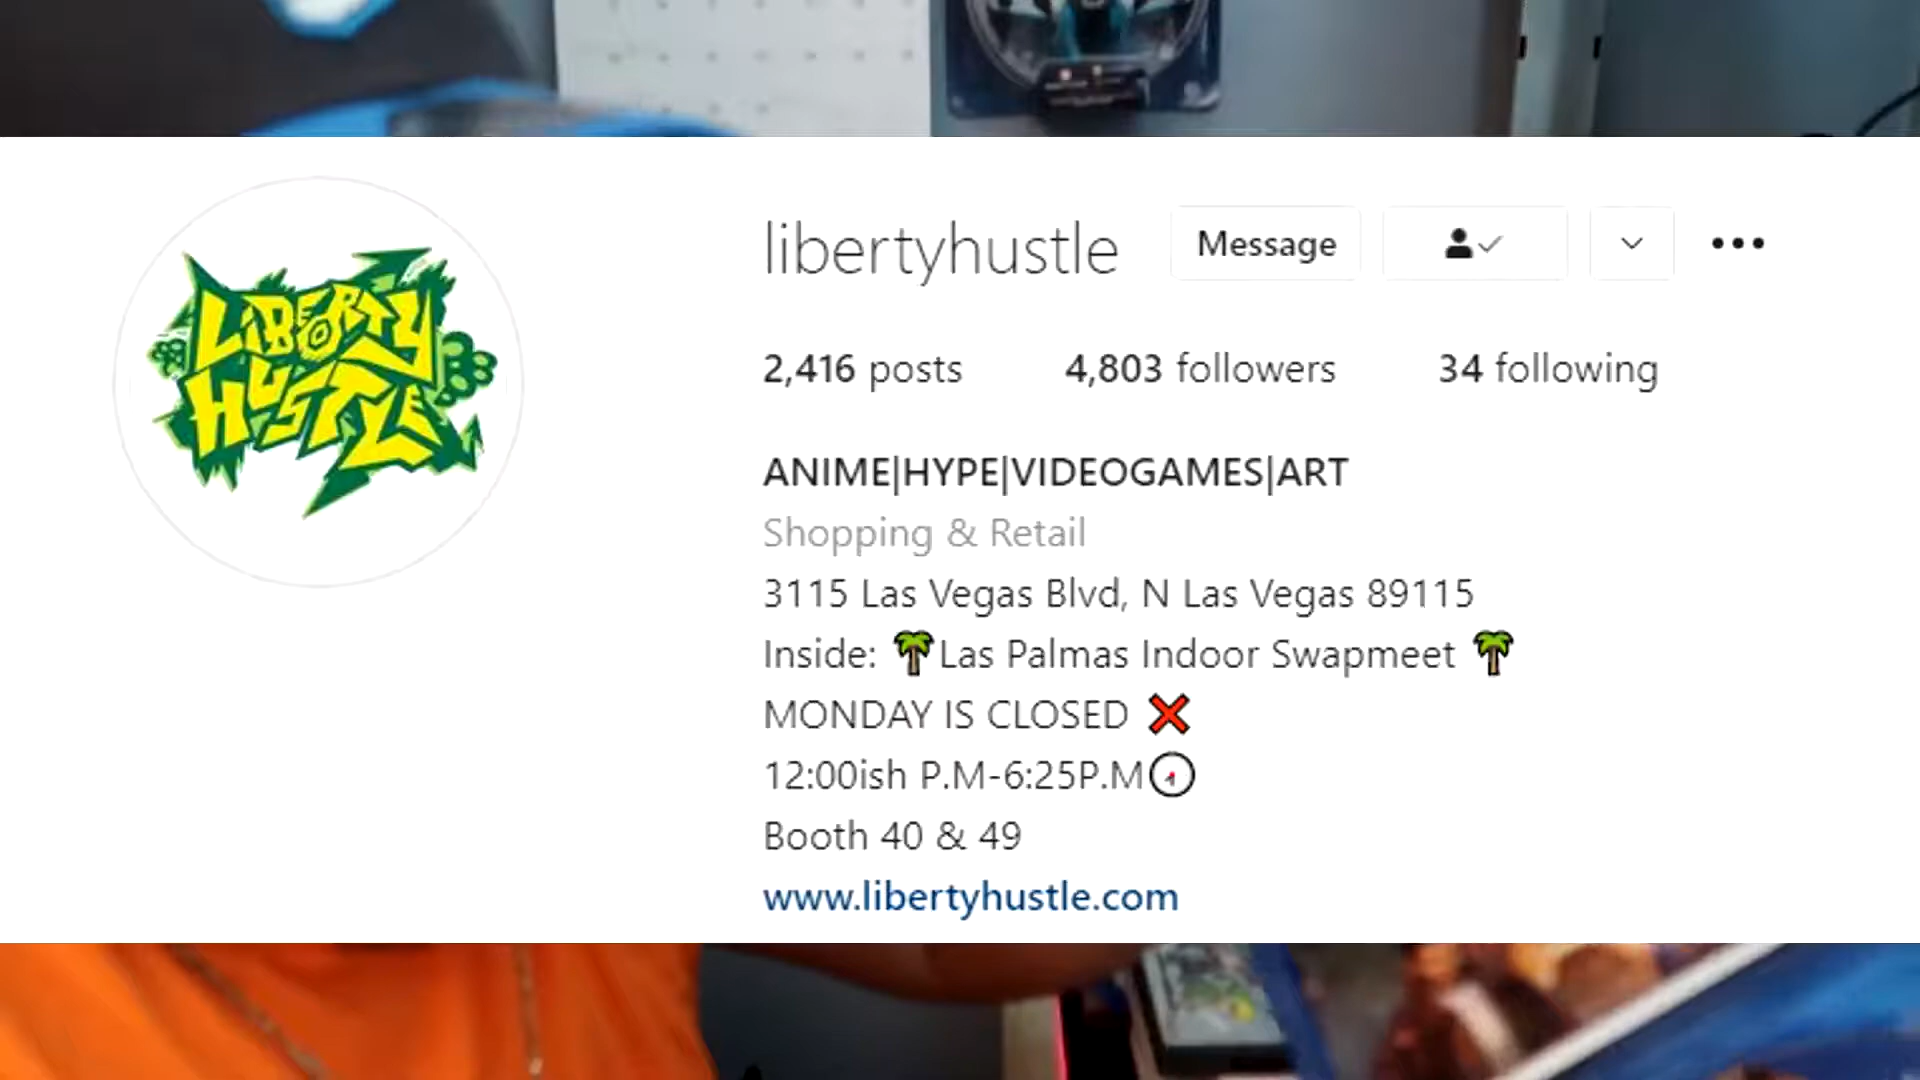 LIBERTY
HUSTLE
libertyhustle
Message
2,416 posts 4,803 followers 34 following
ANIME|HYPE|VIDEOGAMES|ART
Shopping & Retail
3115 Las Vegas Blvd, N Las Vegas 89115
Inside: 🌴Las Palmas Indoor Swapmeet 🌴
MONDAY IS CLOSED ❌
12:00ish P.M-6:25P.M
Booth 40 & 49
www.libertyhustle.com